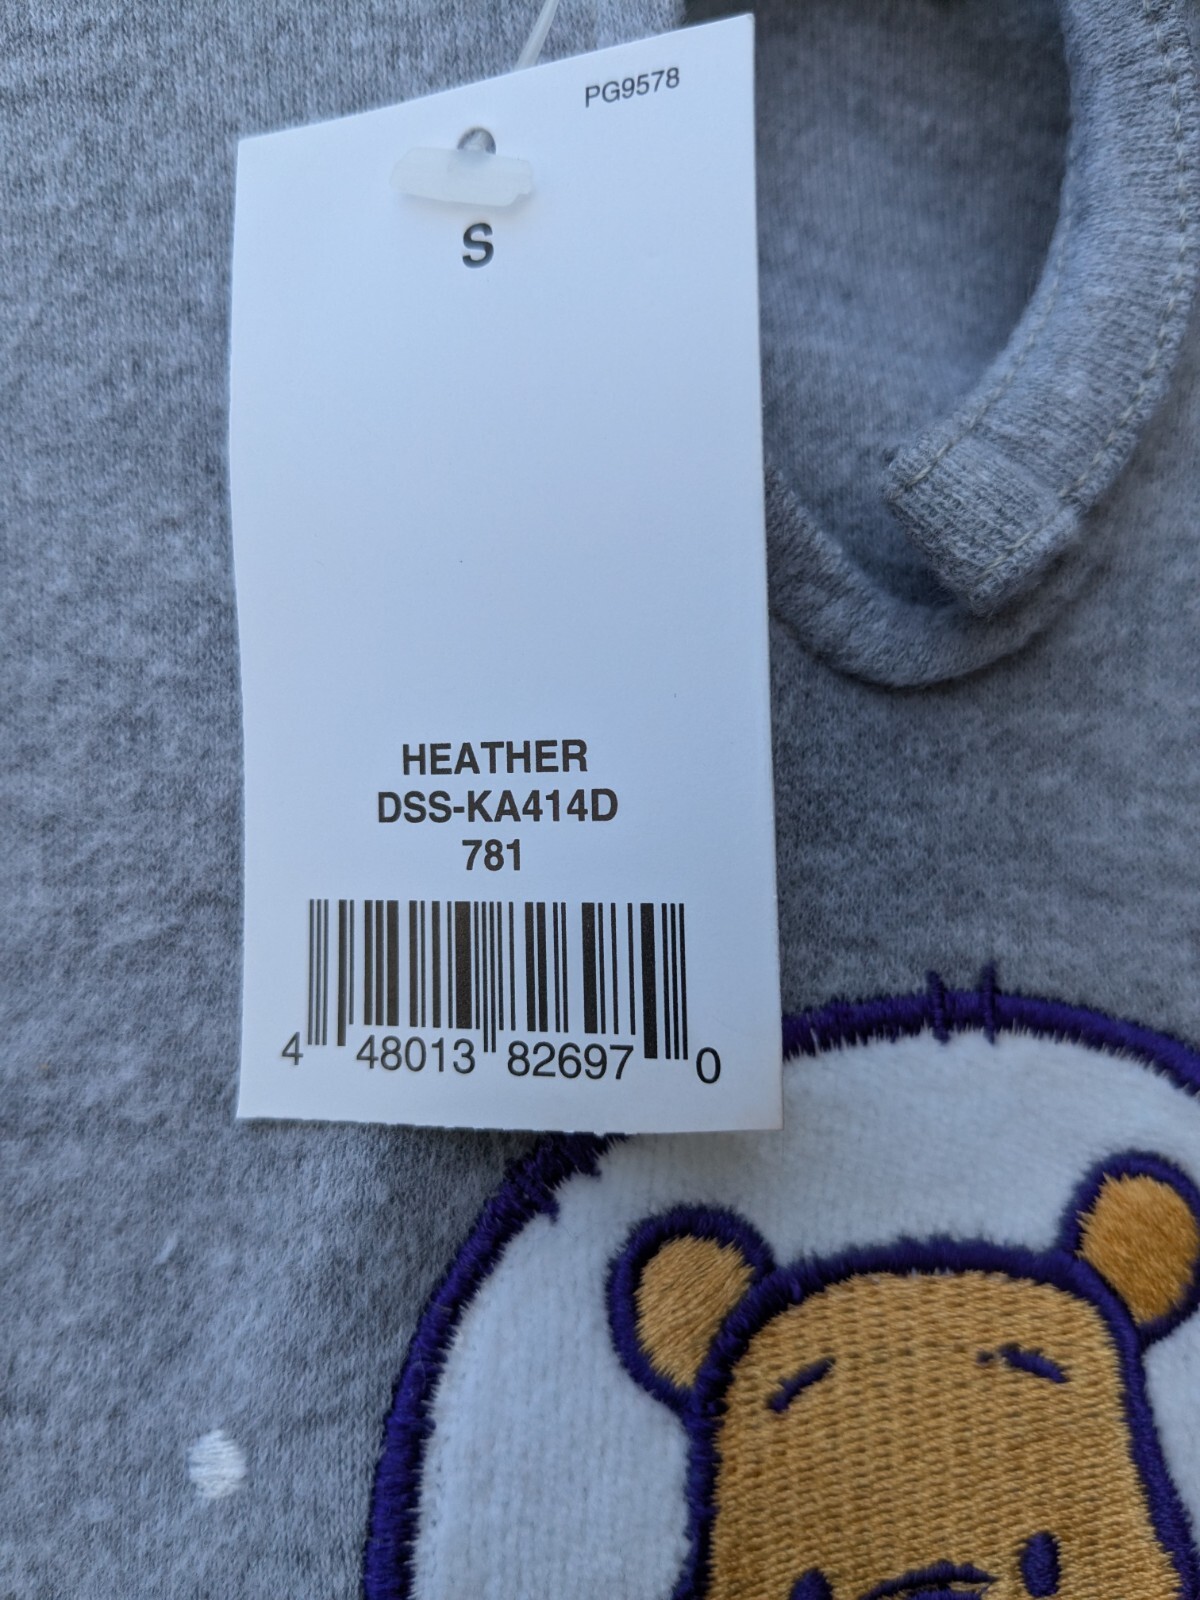 PG9578
S
HEATHER
DSS-KA414D
781
4 48013 82697 0